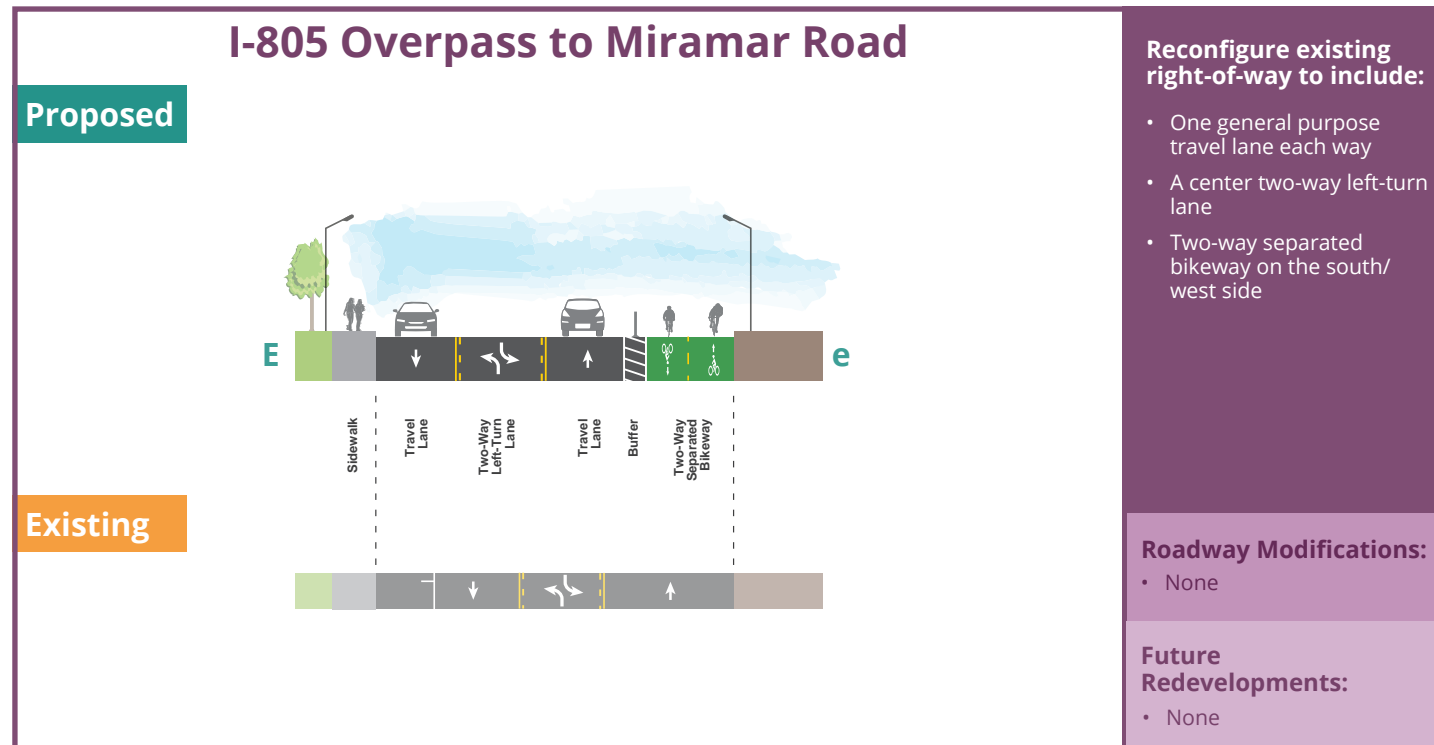 I-805 Overpass to Miramar Road
Proposed
E
e
Sidewalk
Travel
Lane
Two-Way
Left-Turn
Lane
Travel
Lane
Buffer
Two-Way
Separated
Bikeway
Existing
Reconfigure existing
right-of-way to include:
• One general purpose
travel lane each way
• A center two-way left-turn
lane
• Two-way separated
bikeway on the south/
west side
Roadway Modifications:
• None
Future
Redevelopments:
• None